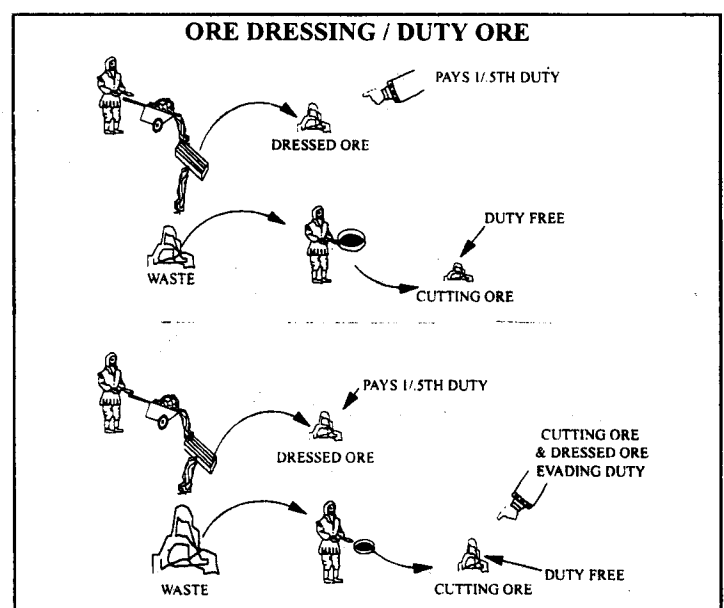 ORE DRESSING / DUTY ORE
PAYS 1/.5TH DUTY
DRESSED ORE
DUTY FREE
WASTE
CUTTING ORE
PAYS 1/.5TH DUTY
DRESSED ORE
CUTTING ORE
& DRESSED ORE
EVADING DUTY
WASTE
CUTTING ORE
DUTY FREE